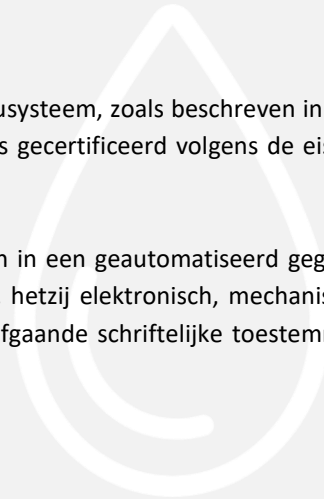 usysteem, zoals beschreven in
s gecertificeerd volgens de eis
n in een geautomatiseerd geg
hetzij elektronisch, mechanis
fgaande schriftelijke toestemm